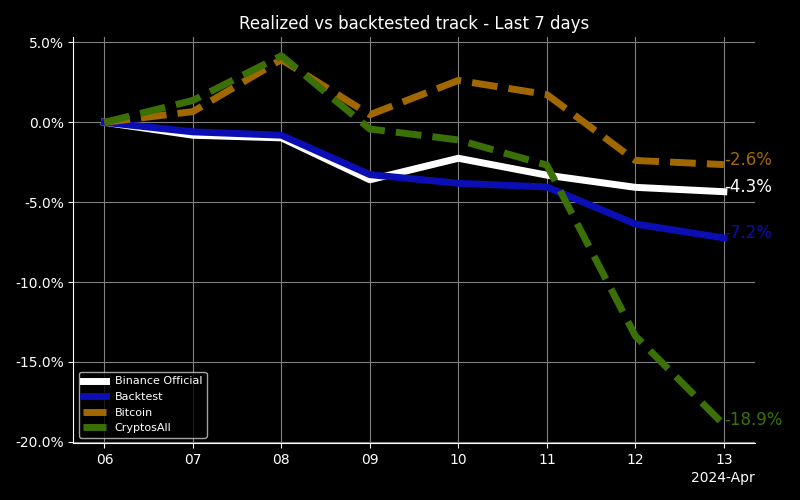 Realized vs backtested track - Last 7 days
5.0%
0.0%
-5.0%
-10.0%
-15.0%
-20.0%
-2.6%
-4.3%
-7.2%
-18.9%
Binance Official
Backtest
Bitcoin
CryptosAll
06 07 08 09 10 11 12 13
2024-Apr